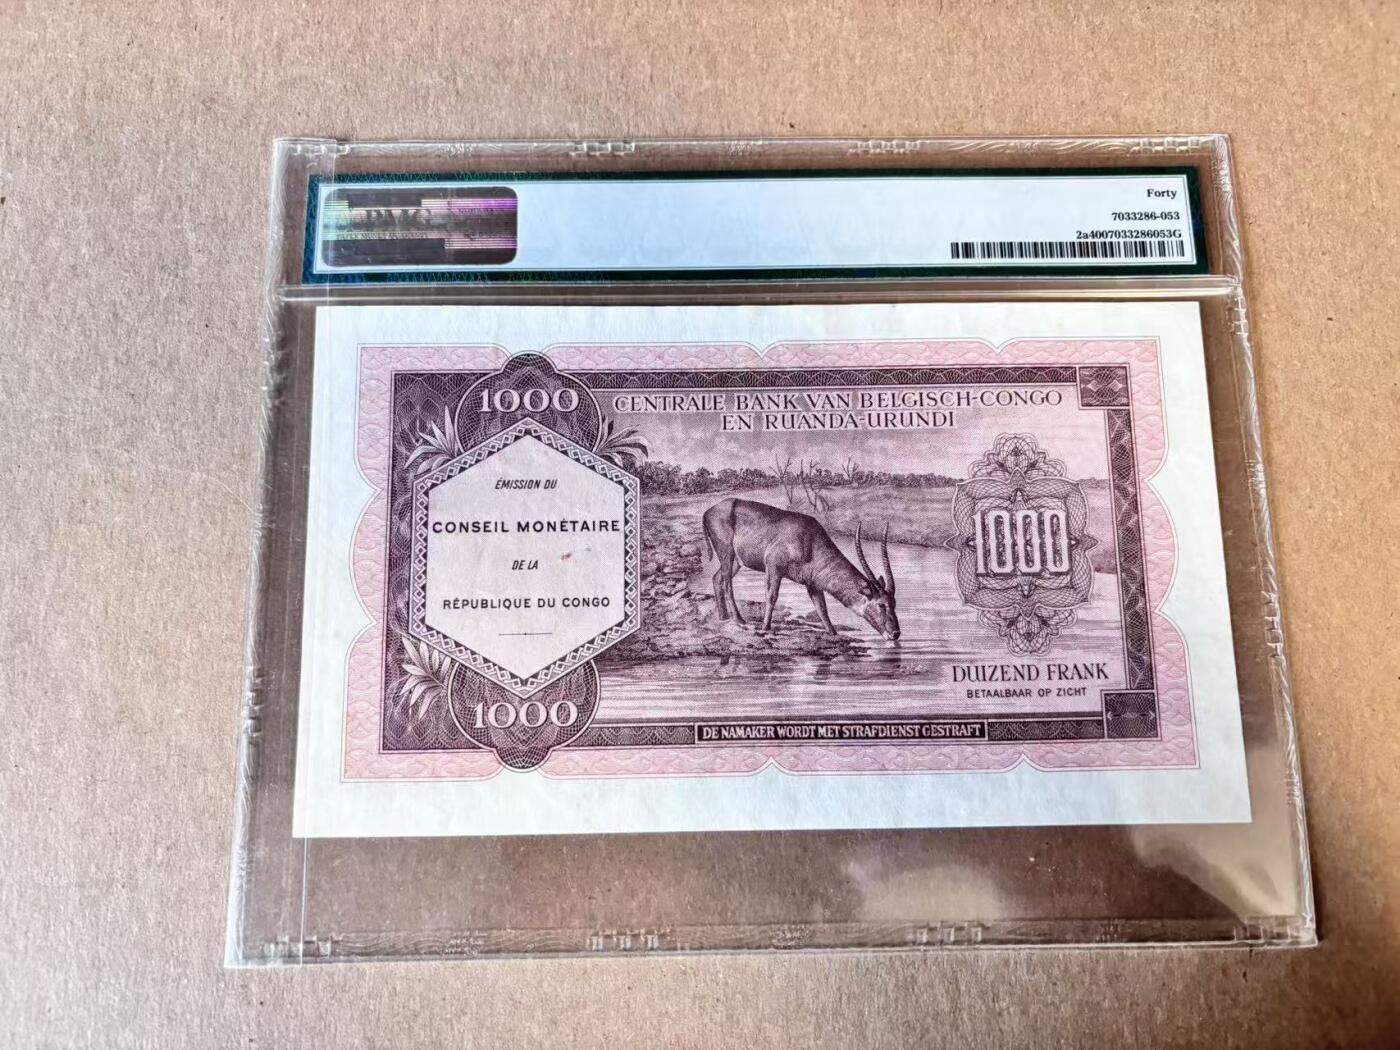 PMG
Forty
7033286-053
2a4007033286053G
1000
CENTRALE BANK VAN BELGISCH-CONGO
EN RUANDA-URUNDI
ÉMISSION DU
CONSEIL MONÉTAIRE
DE LA
RÉPUBLIQUE DU CONGO
1000
DUIZEND FRANK
BETAALBAAR OP ZICHT
1000
DE NAMAKER WORDT MET STRAFDIENST GESTRAFT